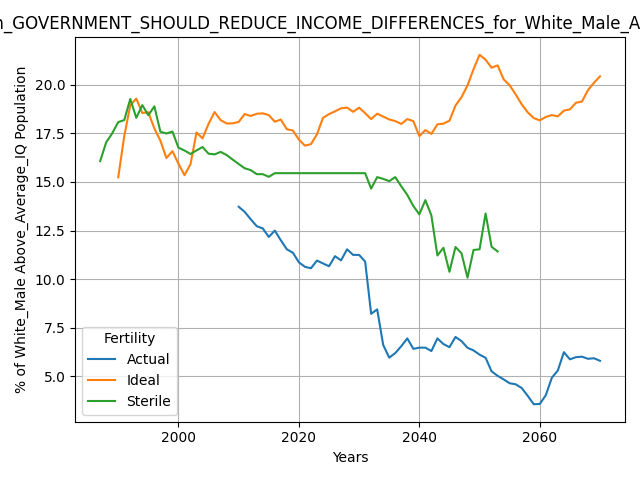 GOVERNMENT_SHOULD_REDUCE_INCOME_DIFFERENCES_for_White_Male_A
% of White_Male Above_Average_IQ Population
20.0
17.5
15.0
12.5
10.0
7.5
5.0
Fertility
Actual
Ideal
Sterile
2000
2020
2040
2060
Years